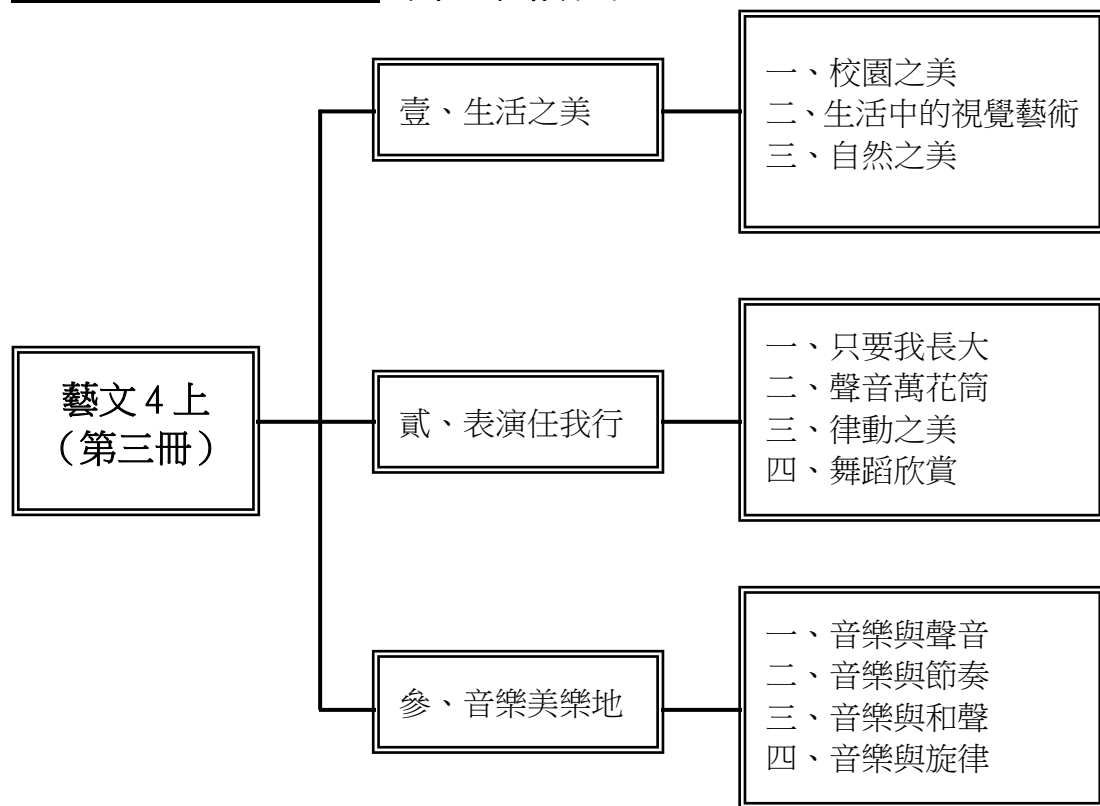 藝文4上
（第三冊）
壹、生活之美
一、校園之美
二、生活中的視覺藝術
三、自然之美
貳、表演任我行
一、只要我長大
二、聲音萬花筒
三、律動之美
四、舞蹈欣賞
參、音樂美樂地
一、音樂與聲音
二、音樂與節奏
三、音樂與和聲
四、音樂與旋律